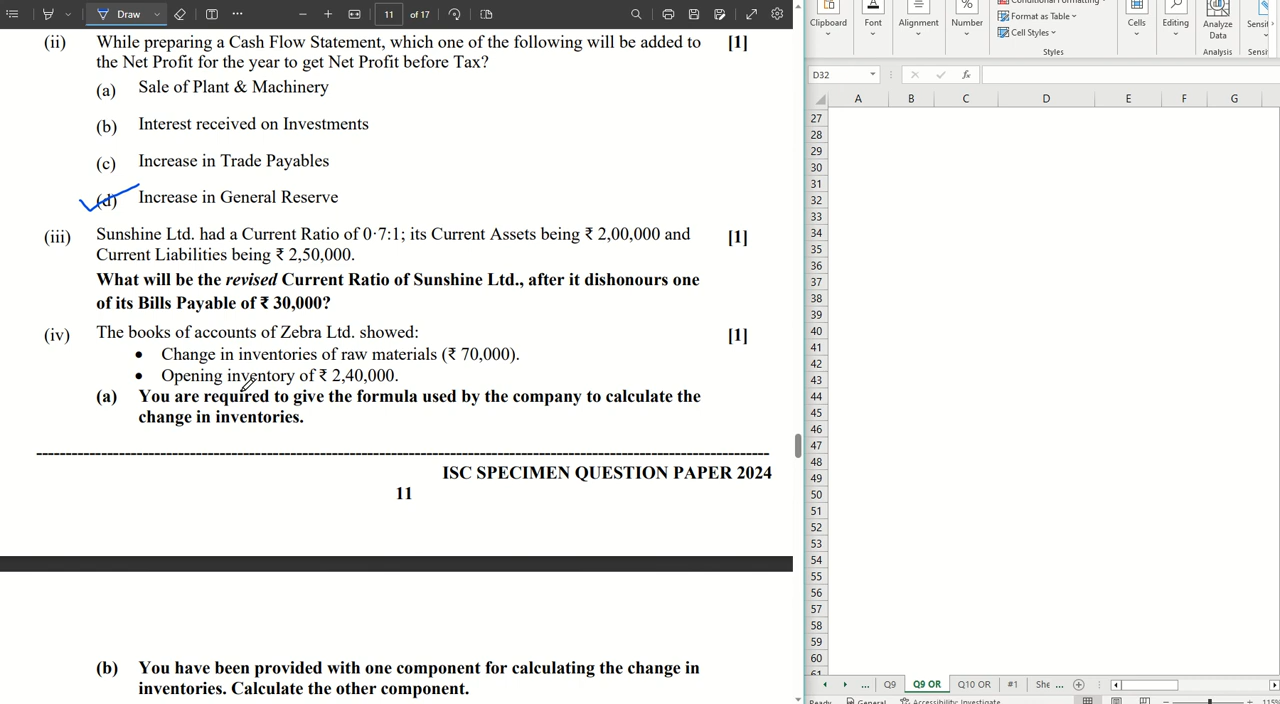 Draw
11 of 17
(ii) While preparing a Cash Flow Statement, which one of the following will be added to [1]
the Net Profit for the year to get Net Profit before Tax?
(a) Sale of Plant & Machinery
(b) Interest received on Investments
(c) Increase in Trade Payables
(d) Increase in General Reserve
(iii) Sunshine Ltd. had a Current Ratio of 0·7:1; its Current Assets being ₹ 2,00,000 and [1]
Current Liabilities being ₹ 2,50,000.
What will be the revised Current Ratio of Sunshine Ltd., after it dishonours one
of its Bills Payable of ₹ 30,000?
(iv) The books of accounts of Zebra Ltd. showed: [1]
• Change in inventories of raw materials (₹ 70,000).
• Opening inventory of ₹ 2,40,000.
(a) You are required to give the formula used by the company to calculate the
change in inventories.
ISC SPECIMEN QUESTION PAPER 2024
11
(b) You have been provided with one component for calculating the change in
inventories. Calculate the other component.
Clipboard Font Alignment Number
Conditional Formatting
Format as Table
Cell Styles
Styles
Cells Editing Analyze
Data
Analysis
Sensit
D32 fx
A B C D E F G
27
28
29
30
31
32
33
34
35
36
37
38
39
40
41
42
43
44
45
46
47
48
49
50
51
52
53
54
55
56
57
58
59
60
61
... Q9 Q9 OR Q10 OR #1 She ...
Ready General Accessibility: Investigate 115%